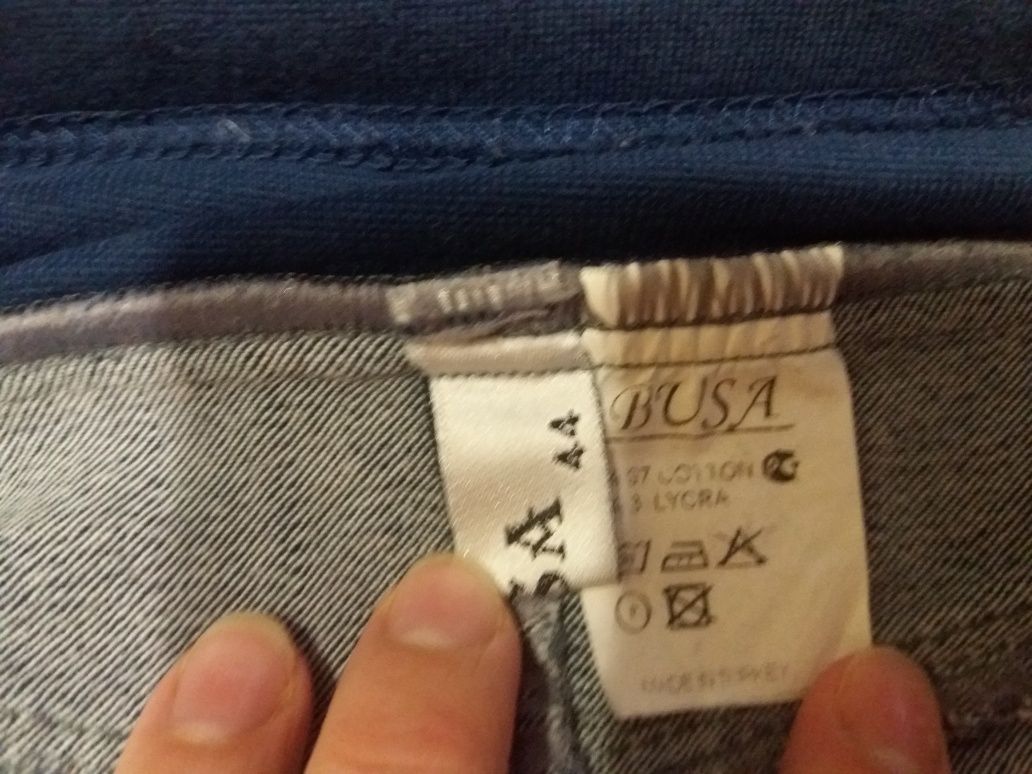 44
BUSA
97 COTTON
3 LYCRA
MADE IN TURKEY